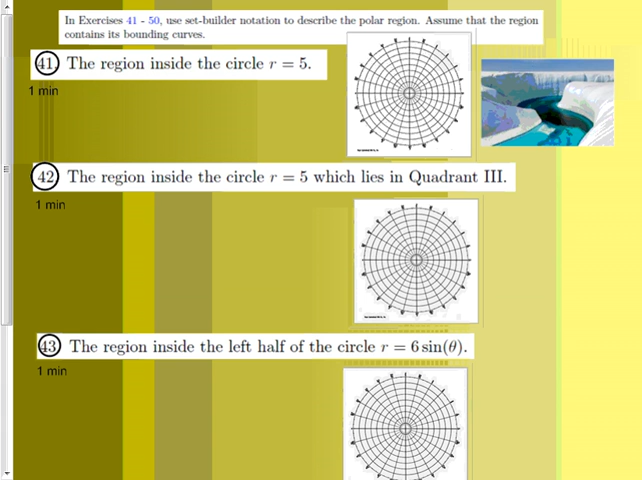 In Exercises 41 - 50, use set-builder notation to describe the polar region. Assume that the region
contains its bounding curves.
41 The region inside the circle r = 5.
1 min
42 The region inside the circle r = 5 which lies in Quadrant III.
1 min
43 The region inside the left half of the circle r = 6 sin(θ).
1 min